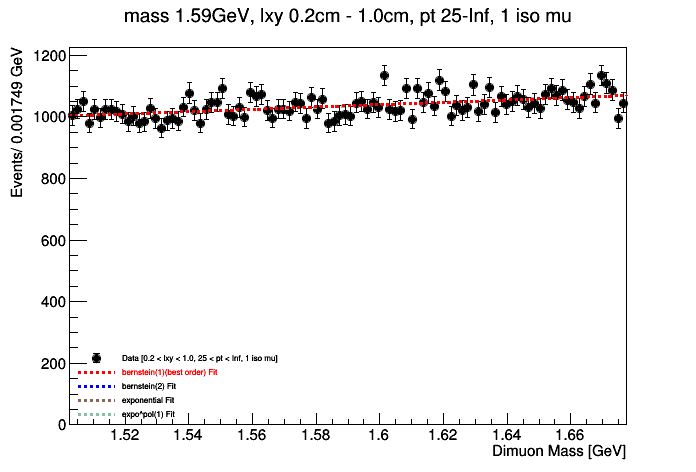 mass 1.59GeV, lxy 0.2cm - 1.0cm, pt 25-Inf, 1 iso mu
Events/ 0.001749 GeV
1200
1000
800
600
400
200
0
Data [0.2 < lxy < 1.0, 25 < pt < Inf, 1 iso mu]
bernstein(1)(best order) Fit
bernstein(2) Fit
exponential Fit
expo*pol(1) Fit
1.52 1.54 1.56 1.58 1.6 1.62 1.64 1.66
Dimuon Mass [GeV]